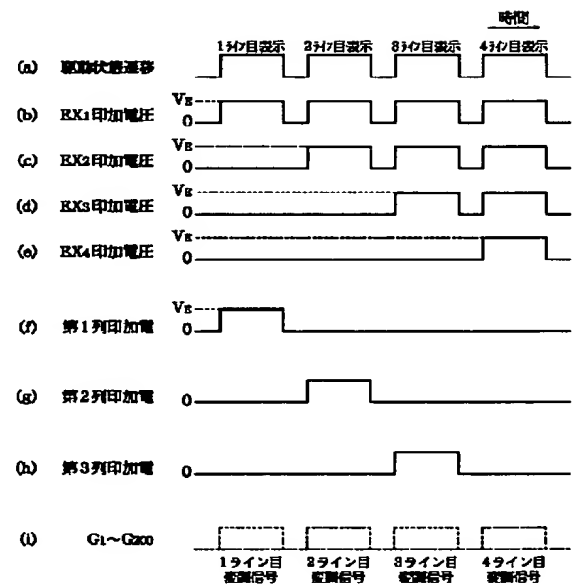 時間
1ライン目表示 2ライン目表示 3ライン目表示 4ライン目表示
(a) 駆動状態遷移
(b) EX1印加電圧 VE 0
(c) EX2印加電圧 VE 0
(d) EX3印加電圧 VE 0
(e) EX4印加電圧 VE 0
(f) 第1列印加電 VE 0
(g) 第2列印加電 0
(h) 第3列印加電 0
(i) G1～G200
1ライン目 2ライン目 3ライン目 4ライン目
変調信号 変調信号 変調信号 変調信号